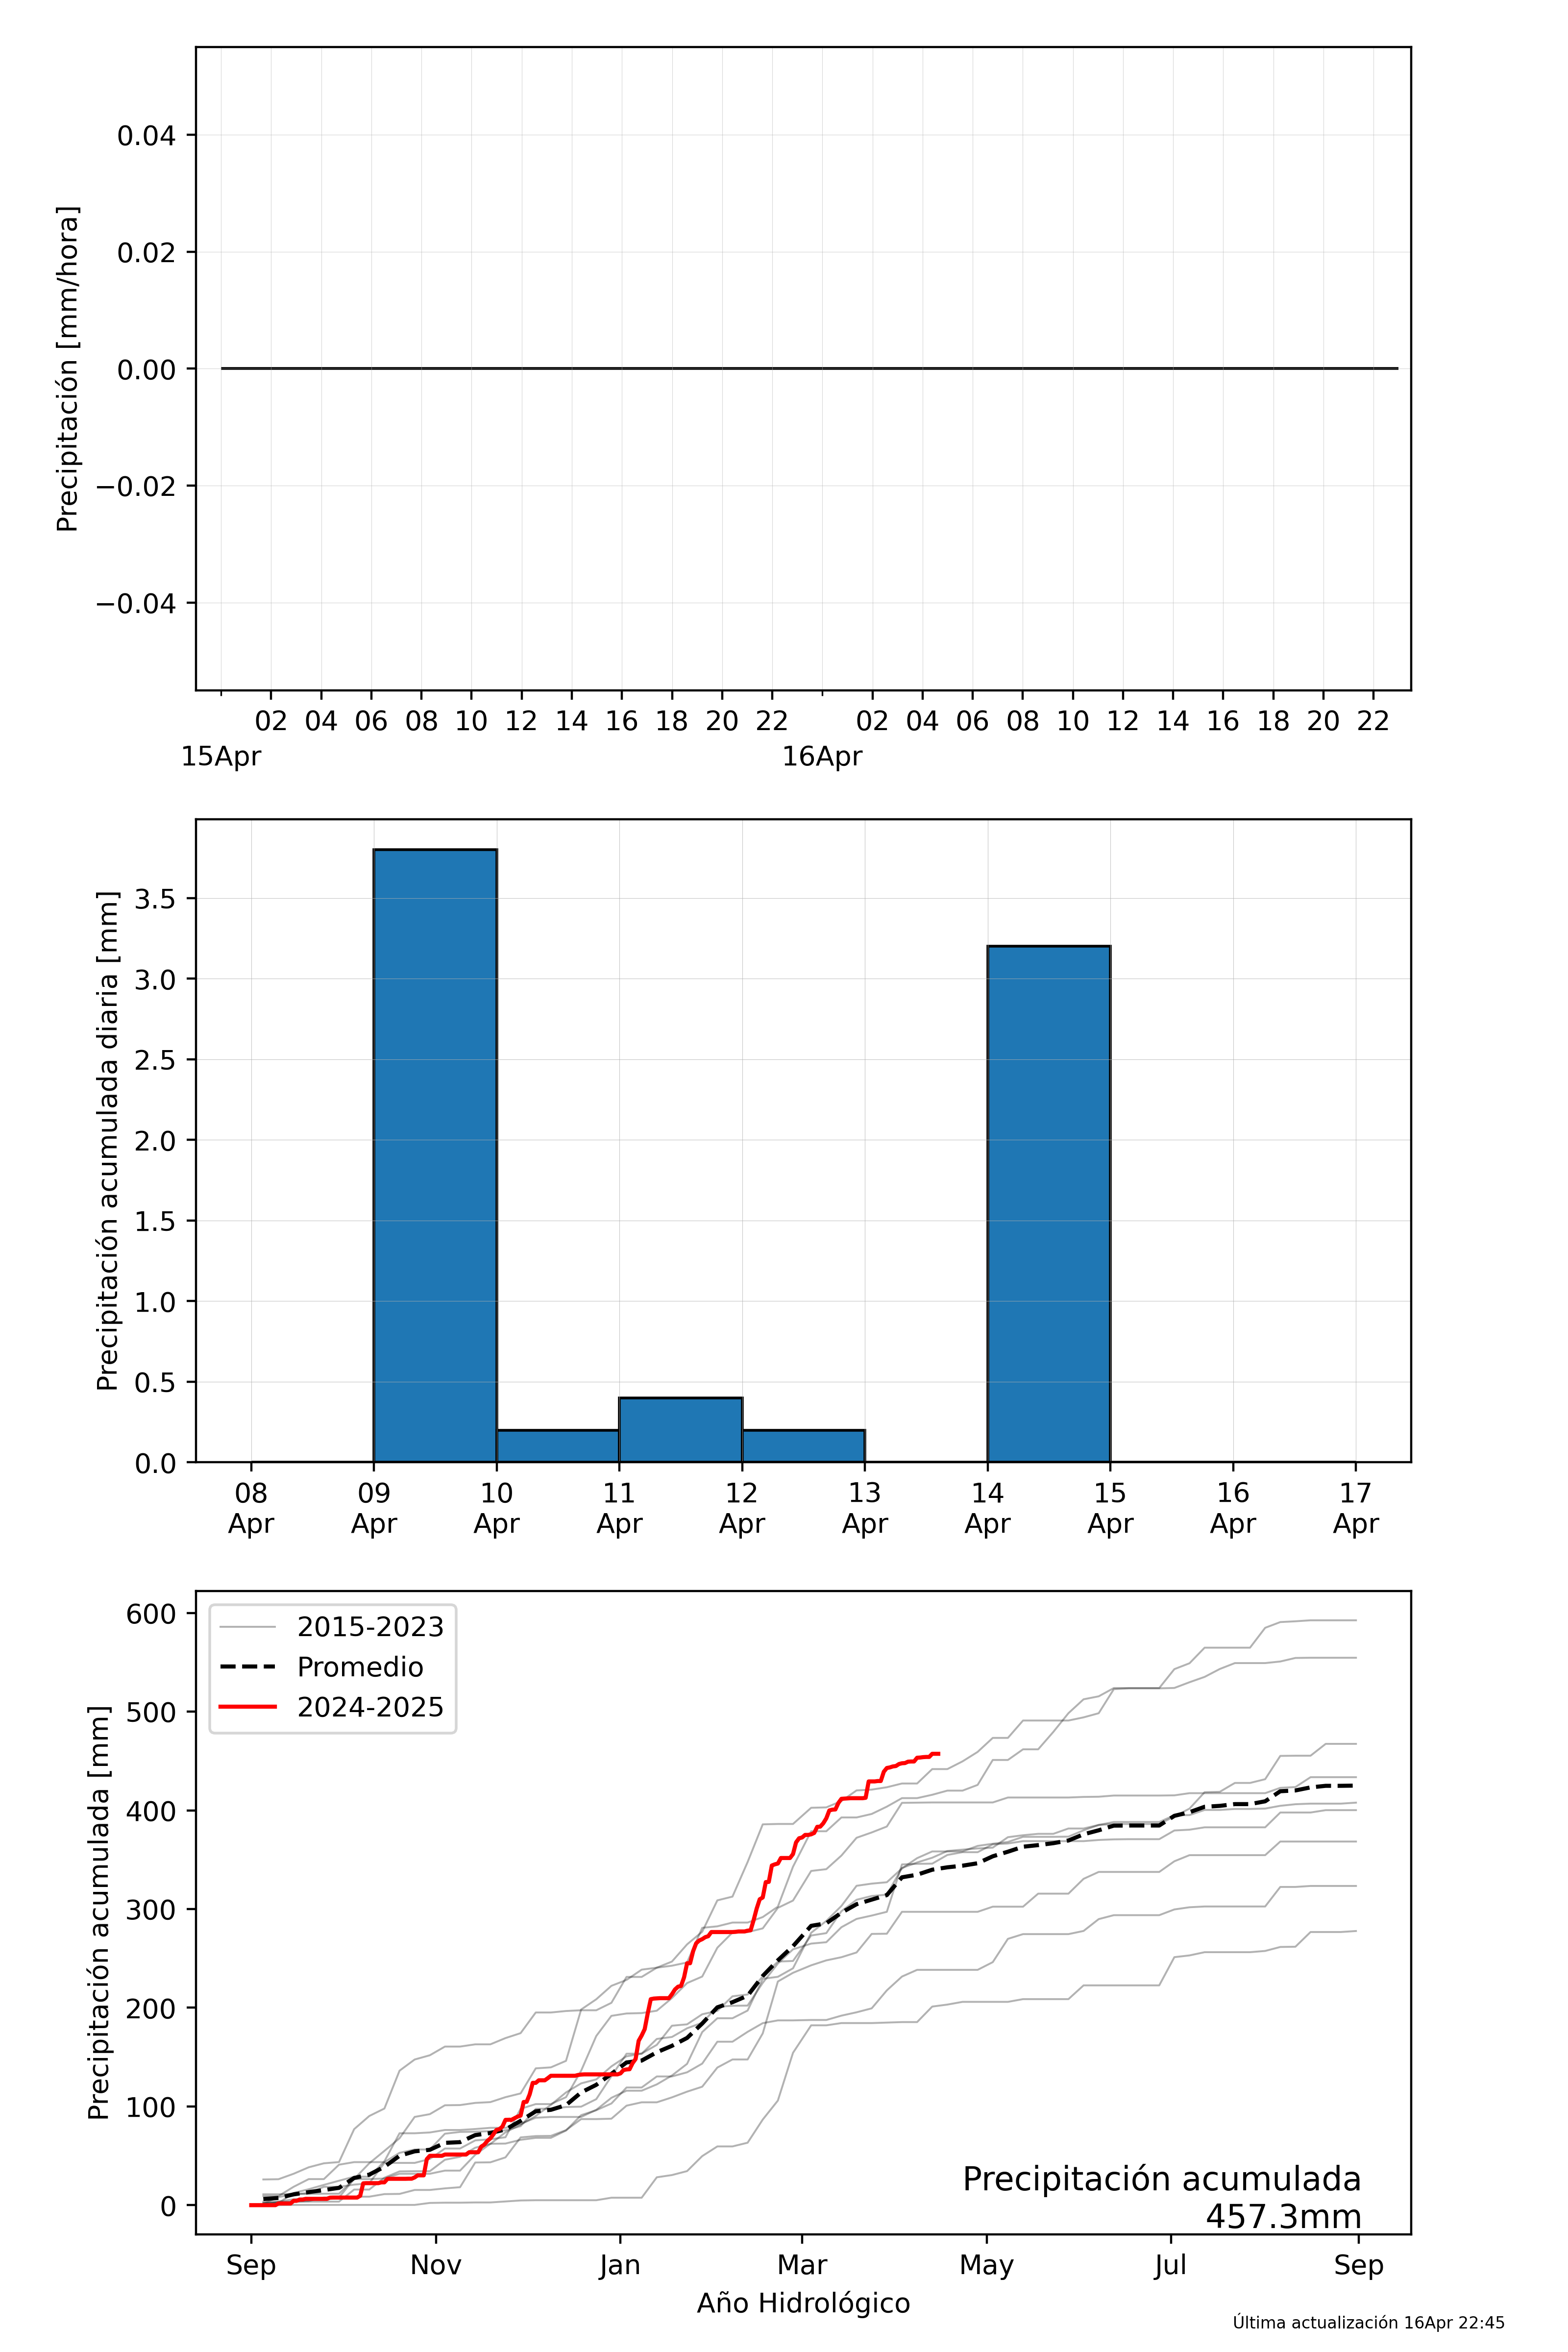 Precipitación [mm/hora]
0.04
0.02
0.00
−0.02
−0.04
02 04 06 08 10 12 14 16 18 20 22 02 04 06 08 10 12 14 16 18 20 22
15Apr 16Apr
Precipitación acumulada diaria [mm]
3.5
3.0
2.5
2.0
1.5
1.0
0.5
0.0
08 09 10 11 12 13 14 15 16 17
Apr Apr Apr Apr Apr Apr Apr Apr Apr Apr
Precipitación acumulada [mm]
600
500
400
300
200
100
0
2015-2023
Promedio
2024-2025
Precipitación acumulada
457.3mm
Sep Nov Jan Mar May Jul Sep
Año Hidrológico
Última actualización 16Apr 22:45